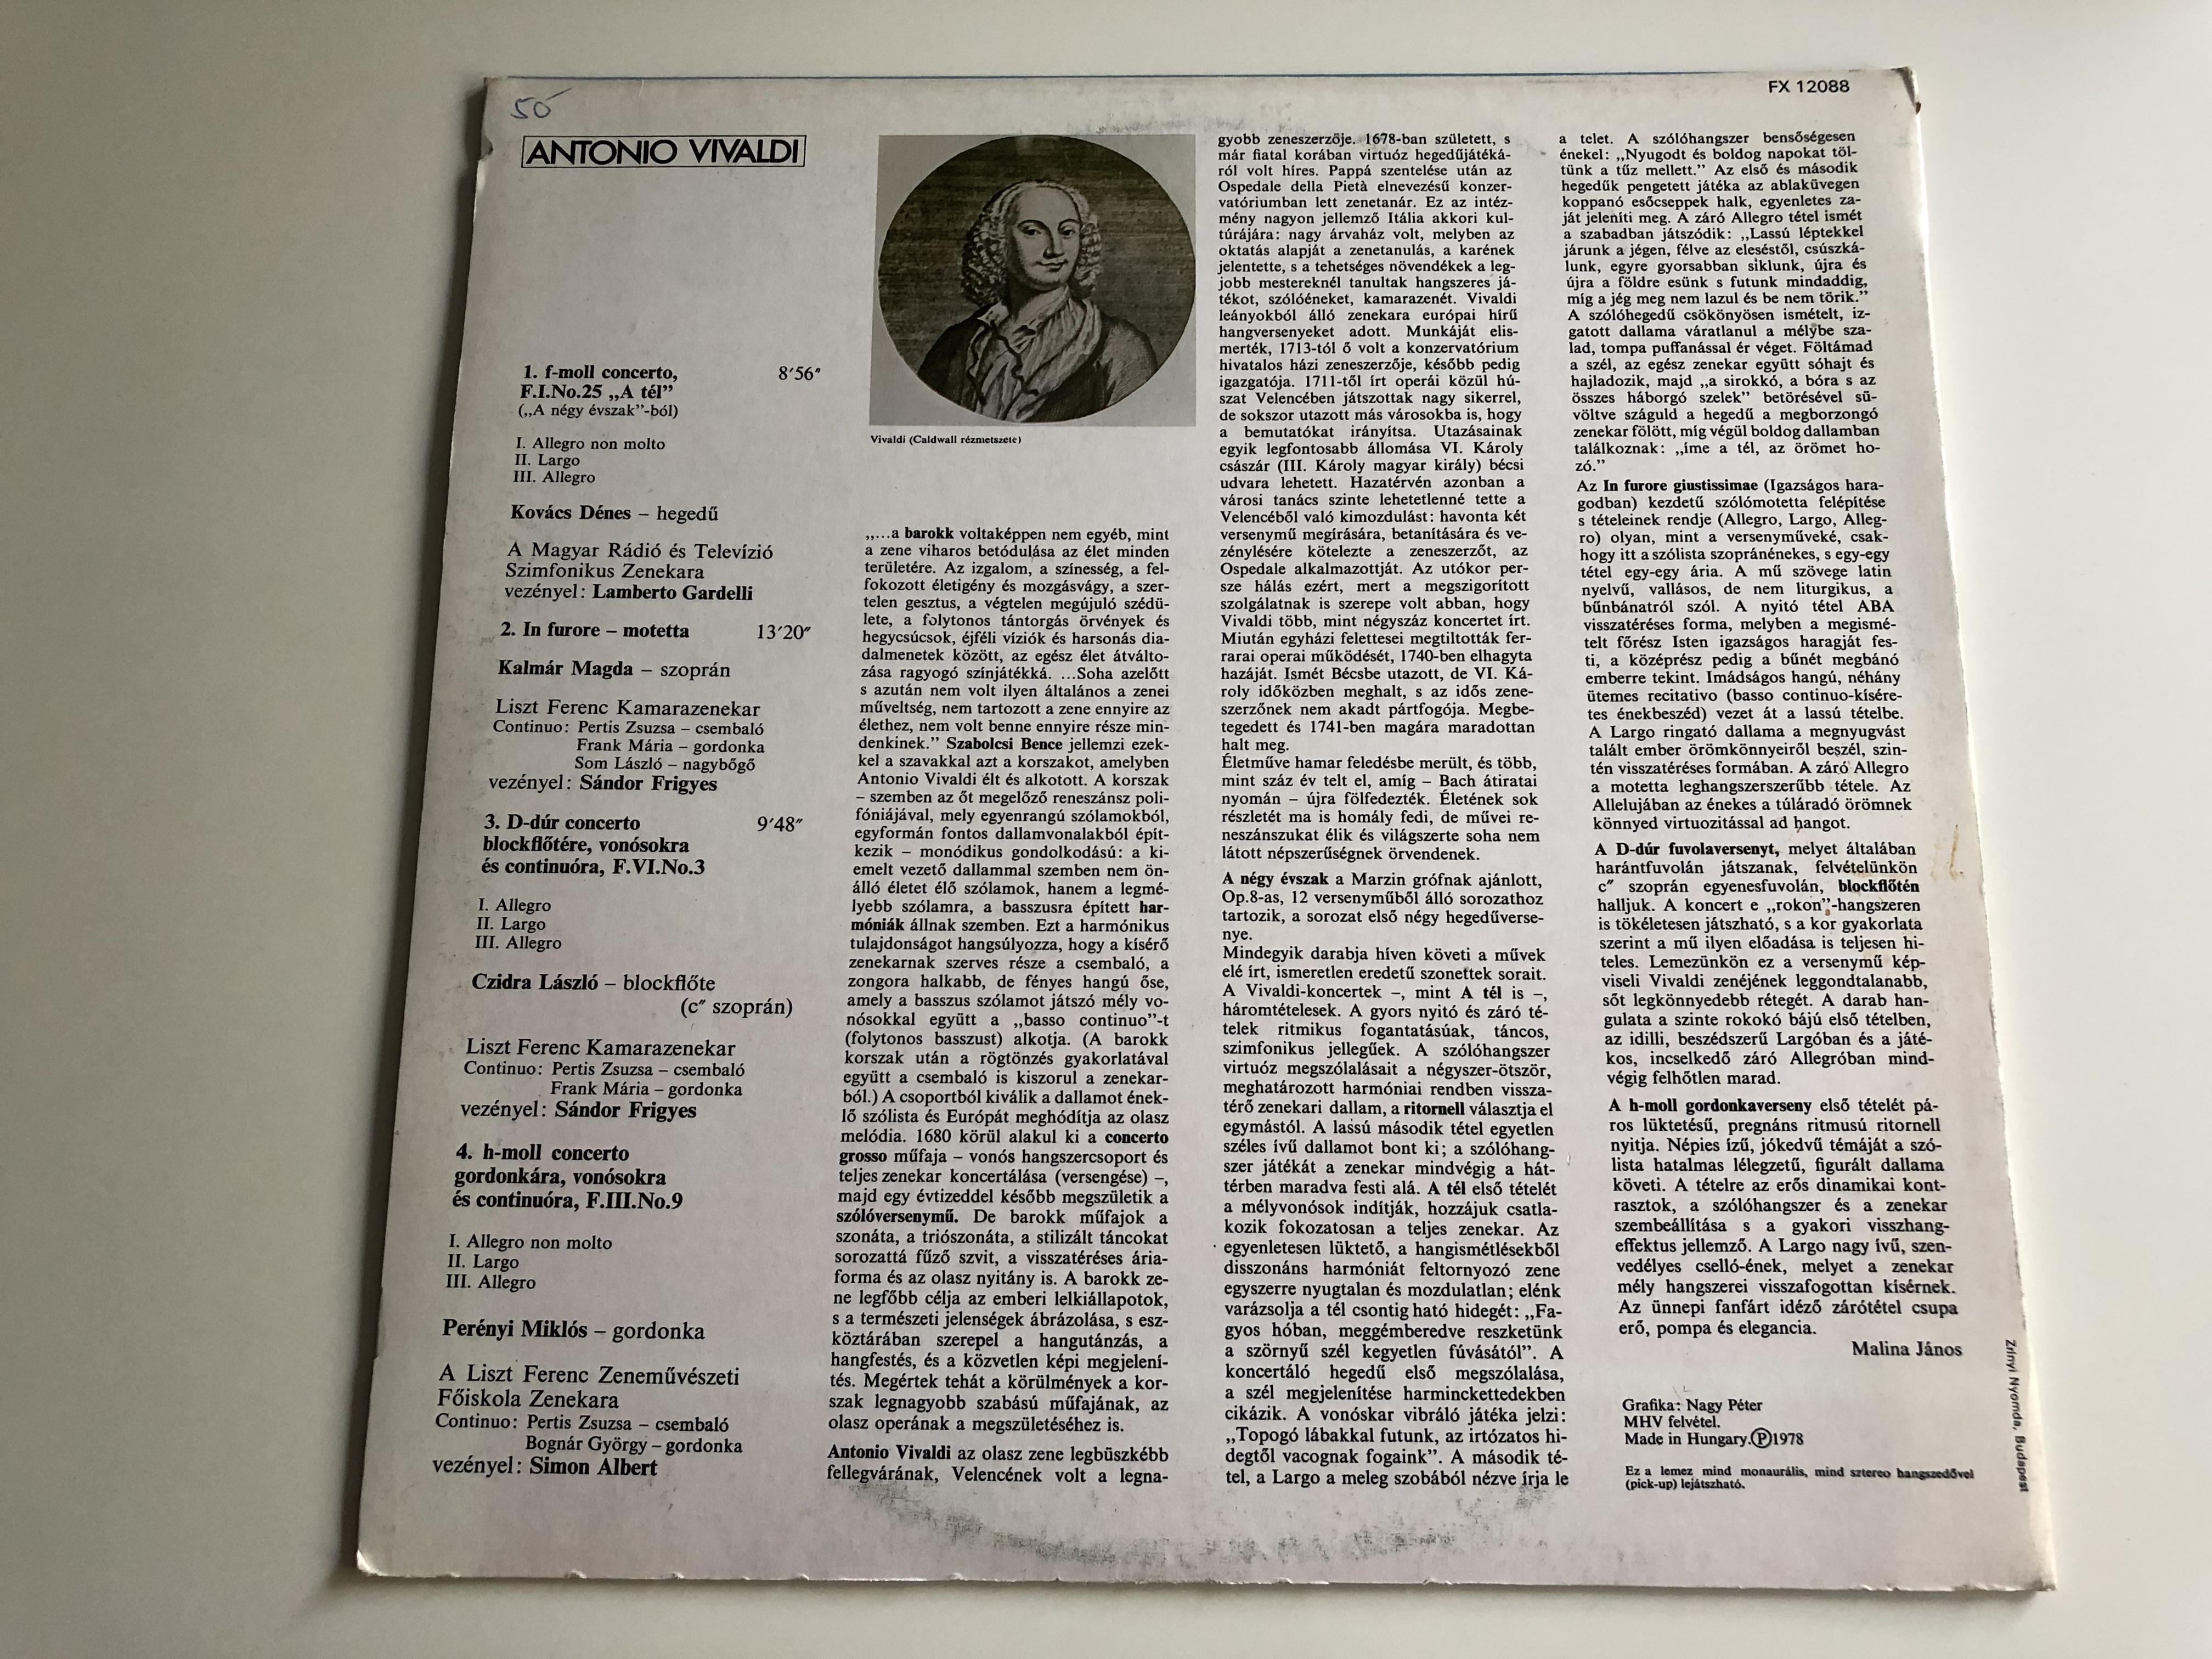 50
FX 12088
ANTONIO VIVALDI
1. f-moll concerto, 8′56″
F.I.No.25 „A tél”
(„A négy évszak”-ból)
I. Allegro non molto
II. Largo
III. Allegro
Kovács Dénes – hegedű
A Magyar Rádió és Televízió
Szimfonikus Zenekara
vezényel: Lamberto Gardelli
2. In furore – motetta 13′20″
Kalmár Magda – szoprán
Liszt Ferenc Kamarazenekar
Continuo: Pertis Zsuzsa – csembaló
Frank Mária – gordonka
Som László – nagybőgő
vezényel: Sándor Frigyes
3. D-dúr concerto 9′48″
blockflőtére, vonósokra
és continuóra, F.VI.No.3
I. Allegro
II. Largo
III. Allegro
Czidra László – blockflőte
(c″ szoprán)
Liszt Ferenc Kamarazenekar
Continuo: Pertis Zsuzsa – csembaló
Frank Mária – gordonka
vezényel: Sándor Frigyes
4. h-moll concerto
gordonkára, vonósokra
és continuóra, F.III.No.9
I. Allegro non molto
II. Largo
III. Allegro
Perényi Miklós – gordonka
A Liszt Ferenc Zeneművészeti
Főiskola Zenekara
Continuo: Pertis Zsuzsa – csembaló
Bognár György – gordonka
vezényel: Simon Albert
Vivaldi (Caldwall rézmetszete)
„...a barokk voltaképpen nem egyéb, mint
a zene viharos betódulása az élet minden
területére. Az izgalom, a színesség, a fel-
fokozott életigény és mozgásvágy, a szer-
telen gesztus, a végtelen megújuló szédü-
lete, a folytonos tántorgás örvények és
hegycsúcsok, éjféli víziók és harsonás dia-
dalmenetek között, az egész élet átválto-
zása ragyogó színjátékká. ...Soha azelőtt
s azután nem volt ilyen általános a zenei
műveltség, nem tartozott a zene ennyire az
élethez, nem volt benne ennyire része min-
denkinek.” Szabolcsi Bence jellemzi ezek-
kel a szavakkal azt a korszakot, amelyben
Antonio Vivaldi élt és alkotott. A korszak
– szemben az őt megelőző reneszánsz poli-
fóniájával, mely egyenrangú szólamokból,
egyformán fontos dallamvonalakból épít-
kezik – monódikus gondolkodású: a ki-
emelt vezető dallammal szemben nem ön-
álló életet élő szólamok, hanem a legmé-
lyebb szólamra, a basszusra épített har-
móniák állnak szemben. Ezt a harmónikus
tulajdonságot hangsúlyozza, hogy a kísérő
zenekarnak szerves része a csembaló, a
zongora halkabb, de fényes hangú őse,
amely a basszus szólamot játszó mély vo-
nósokkal együtt a „basso continuo”-t
(folytonos basszust) alkotja. (A barokk
korszak után a rögtönzés gyakorlatával
együtt a csembaló is kiszorul a zenekar-
ból.) A csoportból kiválik a dallamot ének-
lő szólista és Európát meghódítja az olasz
melódia. 1680 körül alakul ki a concerto
grosso műfaja – vonós hangszercsoport és
teljes zenekar koncertálása (versengése) –,
majd egy évtizeddel később megszületik a
szólóversenymű. De barokk műfajok a
szonáta, a triószonáta, a stilizált táncokat
sorozattá fűző szvit, a visszatéréses ária-
forma és az olasz nyitány is. A barokk ze-
ne legfőbb célja az emberi lelkiállapotok,
s a természeti jelenségek ábrázolása, s esz-
köztárában szerepel a hangutánzás, a
hangfestés, és a közvetlen képi megjelení-
tés. Megértek tehát a körülmények a kor-
szak legnagyobb szabású műfajának, az
olasz operának a megszületéséhez is.
Antonio Vivaldi az olasz zene legbüszkébb
fellegvárának, Velencének volt a legna-
gyobb zeneszerzője. 1678-ban született, s
már fiatal korában virtuóz hegedűjátéká-
ról volt híres. Pappá szentelése után az
Ospedale della Pietà elnevezésű konzer-
vatóriumban lett zenetanár. Ez az intéz-
mény nagyon jellemző Itália akkori kul-
túrájára: nagy árvaház volt, melyben az
oktatás alapját a zenetanulás, a karének
jelentette, s a tehetséges növendékek a leg-
jobb mestereknél tanultak hangszeres já-
tékot, szólóéneket, kamarazenét. Vivaldi
leányokból álló zenekara európai hírű
hangversenyeket adott. Munkáját elis-
merték, 1713-tól ő volt a konzervatórium
hivatalos házi zeneszerzője, később pedig
igazgatója. 1711-től írt operái közül hú-
szat Velencében játszottak nagy sikerrel,
de sokszor utazott más városokba is, hogy
a bemutatókat irányítsa. Utazásainak
egyik legfontosabb állomása VI. Károly
császár (III. Károly magyar király) bécsi
udvara lehetett. Hazatérvén azonban a
városi tanács szinte lehetetlenné tette a
Velencéből való kimozdulást: havonta két
versenymű megírására, betanítására és ve-
zénylésére kötelezte a zeneszerzőt, az
Ospedale alkalmazottját. Az utókor per-
sze hálás ezért, mert a megszigorított
szolgálatnak is szerepe volt abban, hogy
Vivaldi több, mint négyszáz koncertet írt.
Miután egyházi felettesei megtiltották fer-
rarai operai működését, 1740-ben elhagyta
hazáját. Ismét Bécsbe utazott, de VI. Ká-
roly időközben meghalt, s az idős zene-
szerzőnek nem akadt pártfogója. Megbe-
tegedett és 1741-ben magára maradottan
halt meg.
Életműve hamar feledésbe merült, és több,
mint száz év telt el, amíg – Bach átiratai
nyomán – újra fölfedezték. Életének sok
részletét ma is homály fedi, de művei re-
neszánszukat élik és világszerte soha nem
látott népszerűségnek örvendenek.
A négy évszak a Marzin grófnak ajánlott,
Op.8-as, 12 versenyműből álló sorozathoz
tartozik, a sorozat első négy hegedűverse-
nye.
Mindegyik darabja híven követi a művek
elé írt, ismeretlen eredetű szonettek sorait.
A Vivaldi-koncertek –, mint A tél is –,
háromtételesek. A gyors nyitó és záró té-
telek ritmikus fogantatásúak, táncos,
szimfonikus jellegűek. A szólóhangszer
virtuóz megszólalásait a négyszer-ötször,
meghatározott harmóniai rendben vissza-
térő zenekari dallam, a ritornell választja el
egymástól. A lassú második tétel egyetlen
széles ívű dallamot bont ki; a szólóhang-
szer játékát a zenekar mindvégig a hát-
térben maradva festi alá. A tél első tételét
a mélyvonósok indítják, hozzájuk csatla-
kozik fokozatosan a teljes zenekar. Az
egyenletesen lüktető, a hangismétlésekből
disszonáns harmóniát feltornyozó zene
egyszerre nyugtalan és mozdulatlan; elénk
varázsolja a tél csontig ható hidegét: „Fa-
gyos hóban, meggémberedve reszketünk
a szörnyű szél kegyetlen fúvásától”. A
koncertáló hegedű első megszólalása,
a szél megjelenítése harminckettedekben
cikázik. A vonóskar vibráló játéka jelzi:
„Topogó lábakkal futunk, az irtózatos hi-
degtől vacognak fogaink”. A második té-
tel, a Largo a meleg szobából nézve írja le
a telet. A szólóhangszer bensőségesen
énekel: „Nyugodt és boldog napokat töl-
tünk a tűz mellett.” Az első és második
hegedűk pengetett játéka az ablaküvegen
koppanó esőcseppek halk, egyenletes za-
ját jeleníti meg. A záró Allegro tétel ismét
a szabadban játszódik: „Lassú léptekkel
járunk a jégen, félve az eleséstől, csúszká-
lunk, egyre gyorsabban siklunk, újra és
újra a földre esünk s futunk mindaddig,
míg a jég meg nem lazul és be nem törik.”
A szólóhegedű csökönyösen ismételt, iz-
gatott dallama váratlanul a mélybe sza-
lad, tompa puffanással ér véget. Föltámad
a szél, az egész zenekar együtt sóhajt és
hajladozik, majd „a sirokkó, a bóra s az
összes háborgó szelek” betörésével sü-
völtve száguld a hegedű a megborzongó
zenekar fölött, míg végül boldog dallamban
találkoznak: „íme a tél, az örömet ho-
zó.”
Az In furore giustissimae (Igazságos hara-
godban) kezdetű szólómotetta felépítése
s tételeinek rendje (Allegro, Largo, Alleg-
ro) olyan, mint a versenyműveké, csak-
hogy itt a szólista szopránénekes, s egy-egy
tétel egy-egy ária. A mű szövege latin
nyelvű, vallásos, de nem liturgikus, a
bűnbánatról szól. A nyitó tétel ABA
visszatéréses forma, melyben a megismé-
telt főrész Isten igazságos haragját fes-
ti, a középrész pedig a bűnét megbánó
emberre tekint. Imádságos hangú, néhány
ütemes recitativo (basso continuo-kísére-
tes énekbeszéd) vezet át a lassú tételbe.
A Largo ringató dallama a megnyugvást
talált ember örömkönnyeiről beszél, szin-
tén visszatéréses formában. A záró Allegro
a motetta leghangszerszerűbb tétele. Az
Allelujában az énekes a túláradó örömnek
könnyed virtuozitással ad hangot.
A D-dúr fuvolaversenyt, melyet általában
harántfuvolán játszanak, felvételünkön
c″ szoprán egyenesfuvolán, blockflőtén
halljuk. A koncert e „rokon”-hangszeren
is tökéletesen játszható, s a kor gyakorlata
szerint a mű ilyen előadása is teljesen hi-
teles. Lemezünkön ez a versenymű kép-
viseli Vivaldi zenéjének leggondtalanabb,
sőt legkönnyedebb rétegét. A darab han-
gulata a szinte rokokó bájú első tételben,
az idilli, beszédszerű Largóban és a játé-
kos, incselkedő záró Allegróban mind-
végig felhőtlen marad.
A h-moll gordonkaverseny első tételét pá-
ros lüktetésű, pregnáns ritmusú ritornell
nyitja. Népies ízű, jókedvű témáját a szó-
lista hatalmas lélegzetű, figurált dallama
követi. A tételre az erős dinamikai kont-
rasztok, a szólóhangszer és a zenekar
szembeállítása s a gyakori visszhang-
effektus jellemző. A Largo nagy ívű, szen-
vedélyes cselló-ének, melyet a zenekar
mély hangszerei visszafogottan kísérnek.
Az ünnepi fanfárt idéző zárótétel csupa
erő, pompa és elegancia.
Malina János
Grafika: Nagy Péter
MHV felvétel.
Made in Hungary.Ⓟ1978
Ez a lemez mind monaurális, mind sztereo hangszedővel
(pick-up) lejátszható.
Zrínyi Nyomda, Budapest